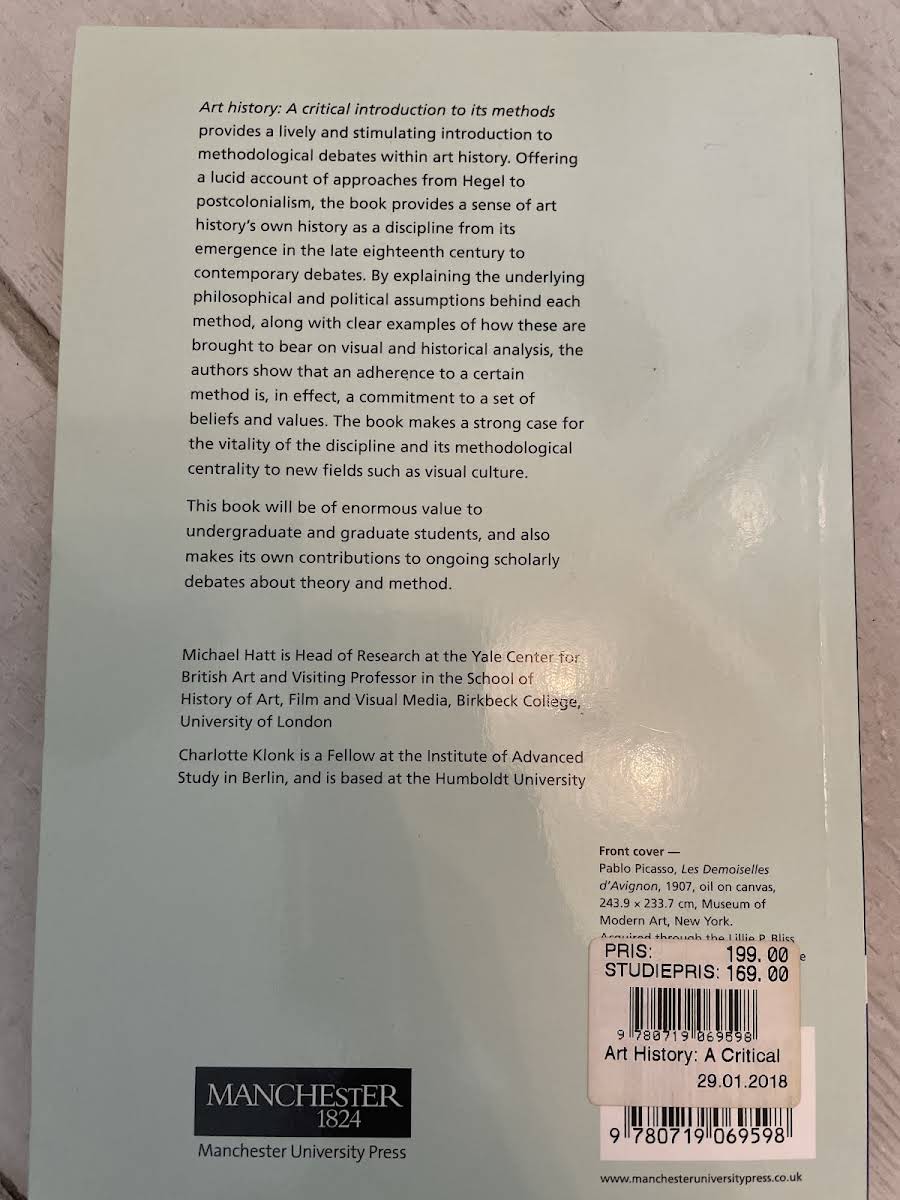 Art history: A critical introduction to its methods
provides a lively and stimulating introduction to
methodological debates within art history. Offering
a lucid account of approaches from Hegel to
postcolonialism, the book provides a sense of art
history's own history as a discipline from its
emergence in the late eighteenth century to
contemporary debates. By explaining the underlying
philosophical and political assumptions behind each
method, along with clear examples of how these are
brought to bear on visual and historical analysis, the
authors show that an adherence to a certain
method is, in effect, a commitment to a set of
beliefs and values. The book makes a strong case for
the vitality of the discipline and its methodological
centrality to new fields such as visual culture.
This book will be of enormous value to
undergraduate and graduate students, and also
makes its own contributions to ongoing scholarly
debates about theory and method.
Michael Hatt is Head of Research at the Yale Center for
British Art and Visiting Professor in the School of
History of Art, Film and Visual Media, Birkbeck College,
University of London
Charlotte Klonk is a Fellow at the Institute of Advanced
Study in Berlin, and is based at the Humboldt University
Front cover —
Pablo Picasso, Les Demoiselles
d'Avignon, 1907, oil on canvas,
243.9 × 233.7 cm, Museum of
Modern Art, New York.
Acquired through the Lillie P. Bliss
PRIS: 199.00
STUDIEPRIS: 169.00
9 780719 069598
Art History: A Critical
29.01.2018
9 780719 069598
MANCHESTER
1824
Manchester University Press
www.manchesteruniversitypress.co.uk